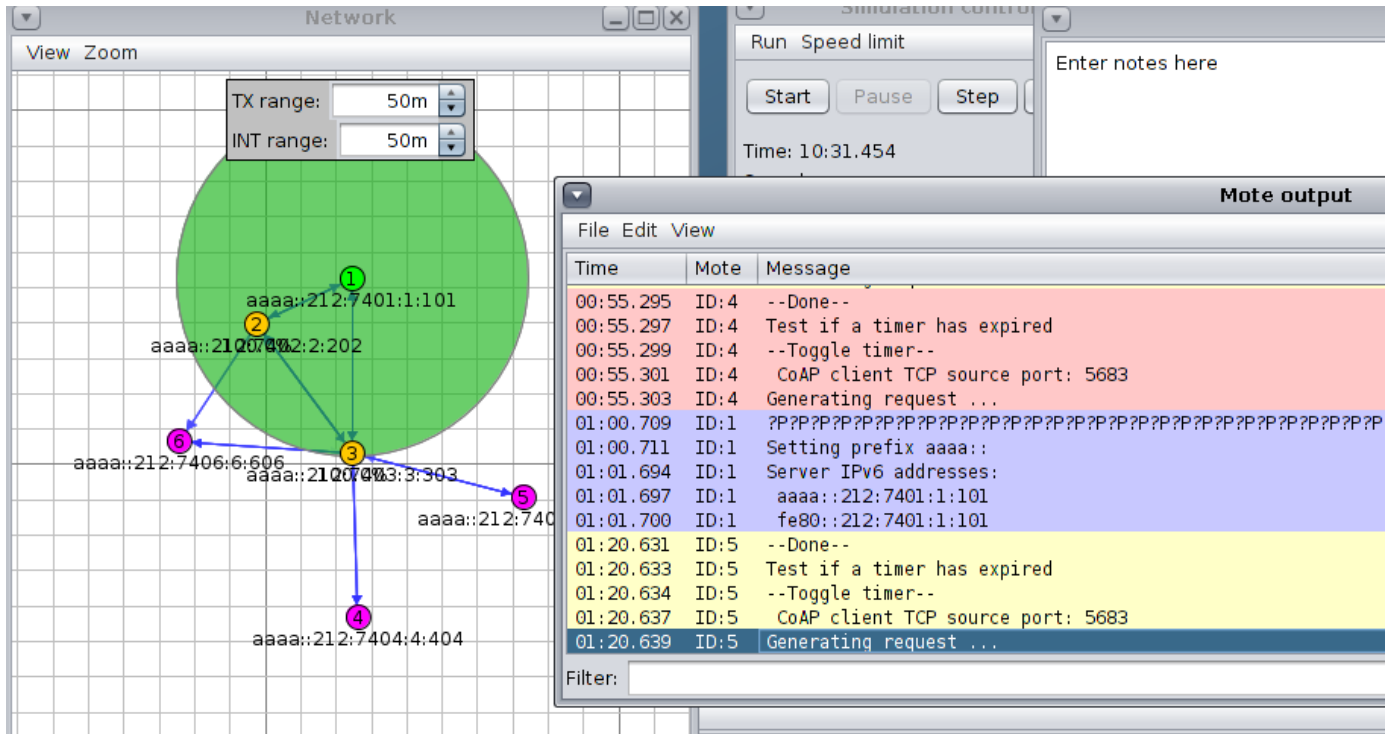 Network
View Zoom
TX range: 50m
INT range: 50m
1
aaaa::212:7401:1:101
2
6
aaaa::212:7406:6:606
3
5
aaaa::212:740
4
aaaa::212:7404:4:404
Simulation control
Run Speed limit
Start Pause Step
Time: 10:31.454
Enter notes here
Mote output
File Edit View
Time Mote Message
00:55.295 ID:4 --Done--
00:55.297 ID:4 Test if a timer has expired
00:55.299 ID:4 --Toggle timer--
00:55.301 ID:4 CoAP client TCP source port: 5683
00:55.303 ID:4 Generating request ...
01:00.709 ID:1 ?P?P?P?P?P?P?P?P?P?P?P?P?P?P?P?P?P?P?P?P?P?P?P?P?P?P?P?P?P?P?P?P?P?P?P?P?P?P?P?P?P?P
01:00.711 ID:1 Setting prefix aaaa::
01:01.694 ID:1 Server IPv6 addresses:
01:01.697 ID:1 aaaa::212:7401:1:101
01:01.700 ID:1 fe80::212:7401:1:101
01:20.631 ID:5 --Done--
01:20.633 ID:5 Test if a timer has expired
01:20.634 ID:5 --Toggle timer--
01:20.637 ID:5 CoAP client TCP source port: 5683
01:20.639 ID:5 Generating request ...
Filter: